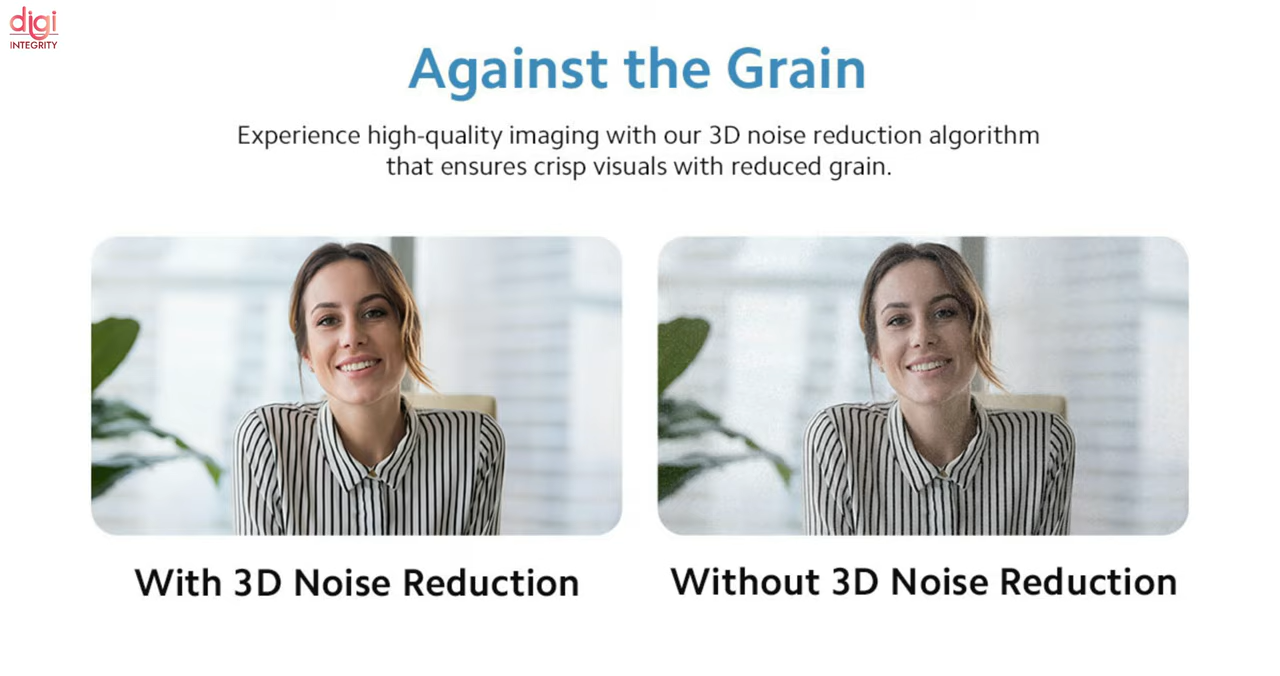 digi
INTEGRITY
Against the Grain
Experience high-quality imaging with our 3D noise reduction algorithm
that ensures crisp visuals with reduced grain.
With 3D Noise Reduction
Without 3D Noise Reduction